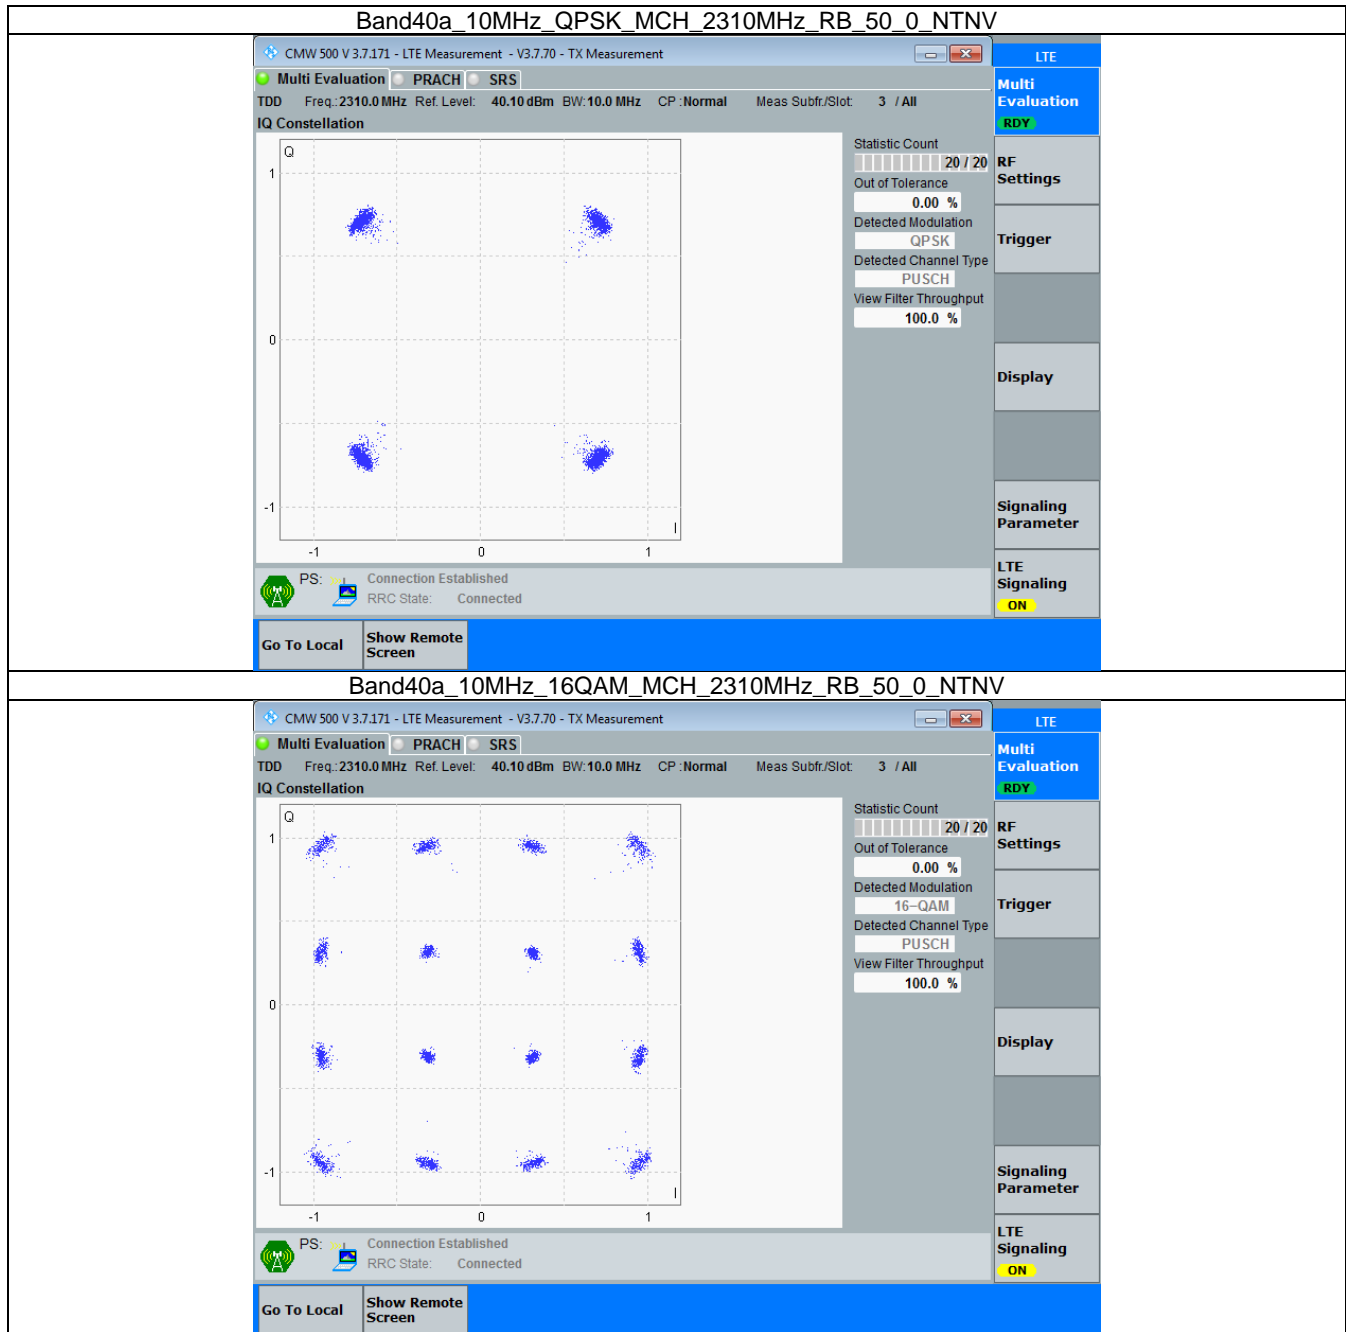 Band40a_10MHz_QPSK_MCH_2310MHz_RB_50_0_NTNV
CMW 500 V 3.7.171 - LTE Measurement - V3.7.70 - TX Measurement
LTE
Multi Evaluation PRACH SRS
Multi Evaluation
RDY
TDD Freq.:2310.0 MHz Ref. Level: 40.10 dBm BW:10.0 MHz CP :Normal Meas Subfr./Slot: 3 / All
IQ Constellation
Q
1
0
-1
I
-1 0 1
Statistic Count
20 / 20
Out of Tolerance
0.00 %
Detected Modulation
QPSK
Detected Channel Type
PUSCH
View Filter Throughput
100.0 %
RF
Settings
Trigger
Display
Signaling
Parameter
LTE
Signaling
ON
PS:
Connection Established
RRC State: Connected
Go To Local
Show Remote
Screen
Band40a_10MHz_16QAM_MCH_2310MHz_RB_50_0_NTNV
CMW 500 V 3.7.171 - LTE Measurement - V3.7.70 - TX Measurement
LTE
Multi Evaluation PRACH SRS
Multi Evaluation
RDY
TDD Freq.:2310.0 MHz Ref. Level: 40.10 dBm BW:10.0 MHz CP :Normal Meas Subfr./Slot: 3 / All
IQ Constellation
Q
1
0
-1
I
-1 0 1
Statistic Count
20 / 20
Out of Tolerance
0.00 %
Detected Modulation
16-QAM
Detected Channel Type
PUSCH
View Filter Throughput
100.0 %
RF
Settings
Trigger
Display
Signaling
Parameter
LTE
Signaling
ON
PS:
Connection Established
RRC State: Connected
Go To Local
Show Remote
Screen